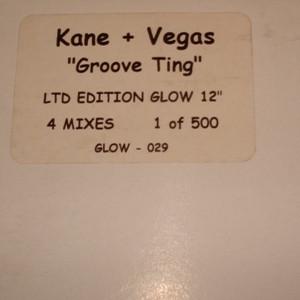 Kane + Vegas
"Groove Ting"
LTD EDITION GLOW 12"
4 MIXES 1 of 500
GLOW - 029